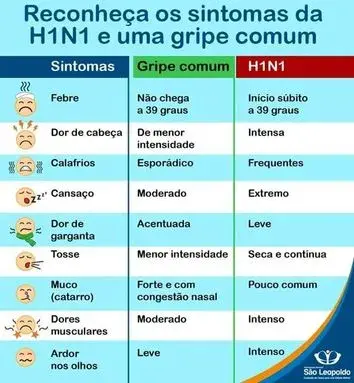 Reconheça os sintomas da
H1N1 e uma gripe comum
Sintomas Gripe comum H1N1
Febre Não chega a 39 graus Início súbito a 39 graus
Dor de cabeça De menor intensidade Intensa
Calafrios Esporádico Frequentes
Cansaço Moderado Extremo
Dor de garganta Acentuada Leve
Tosse Menor intensidade Seca e contínua
Muco (catarro) Forte e com congestão nasal Pouco comum
Dores musculares Moderado Intenso
Ardor nos olhos Leve Intenso
São Leopoldo